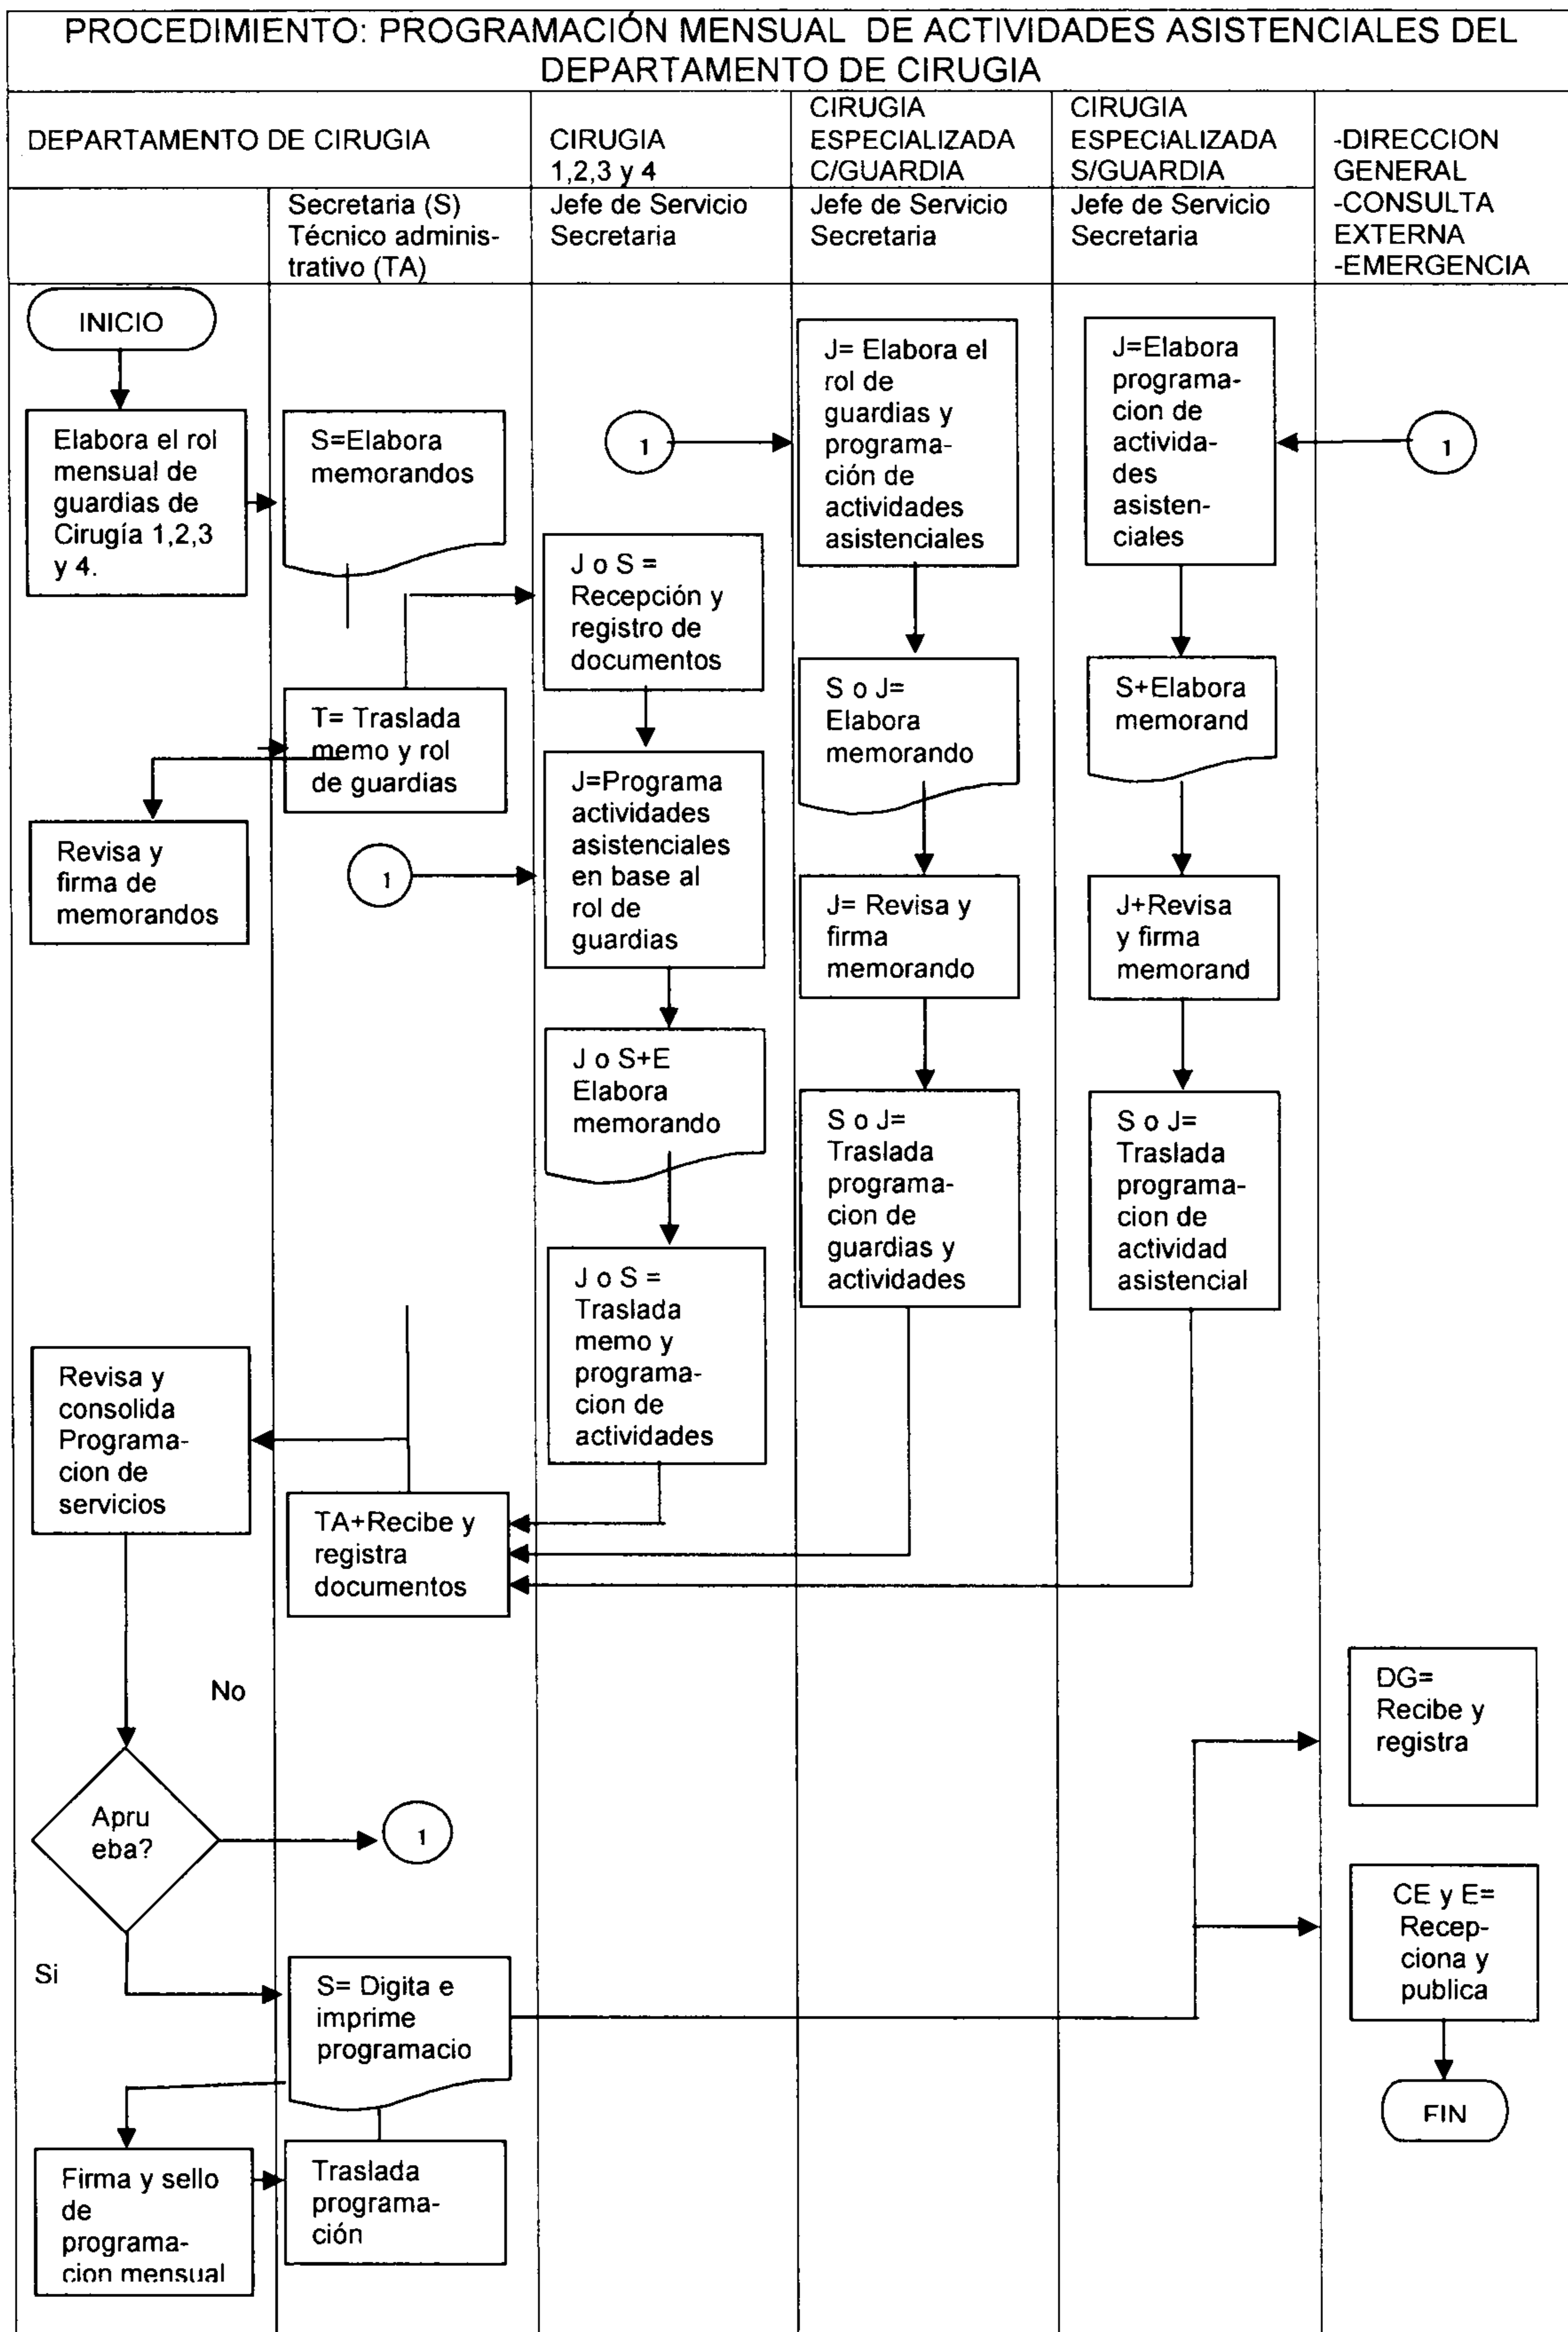 PROCEDIMIENTO: PROGRAMACIÓN MENSUAL DE ACTIVIDADES ASISTENCIALES DEL
DEPARTAMENTO DE CIRUGIA
DEPARTAMENTO DE CIRUGIA
CIRUGIA
1,2,3 y 4
CIRUGIA
ESPECIALIZADA
C/GUARDIA
CIRUGIA
ESPECIALIZADA
S/GUARDIA
-DIRECCION
GENERAL
-CONSULTA
EXTERNA
-EMERGENCIA
Secretaria (S)
Técnico adminis-
trativo (TA)
Jefe de Servicio
Secretaria
Jefe de Servicio
Secretaria
Jefe de Servicio
Secretaria
INICIO
Elabora el rol
mensual de
guardias de
Cirugía 1,2,3
y 4.
S=Elabora
memorandos
1
J= Elabora el
rol de
guardias y
programa-
ción de
actividades
asistenciales
J=Elabora
programa-
cion de
activida-
des
asisten-
ciales
1
J o S =
Recepción y
registro de
documentos
T= Traslada
memo y rol
de guardias
S o J=
Elabora
memorando
S+Elabora
memorand
Revisa y
firma de
memorandos
1
J=Programa
actividades
asistenciales
en base al
rol de
guardias
J= Revisa y
firma
memorando
J+Revisa
y firma
memorand
J o S+E
Elabora
memorando
S o J=
Traslada
programa-
cion de
guardias y
actividades
S o J=
Traslada
programa-
cion de
actividad
asistencial
J o S =
Traslada
memo y
programa-
cion de
actividades
Revisa y
consolida
Programa-
cion de
servicios
TA+Recibe y
registra
documentos
No
DG=
Recibe y
registra
Apru
eba?
1
CE y E=
Recep-
ciona y
publica
Si
S= Digita e
imprime
programacio
FIN
Firma y sello
de
programa-
cion mensual
Traslada
programa-
ción